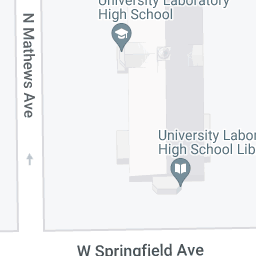 University Laboratory
High School
N Mathews Ave
University Labor
High School Lib
W Springfield Ave